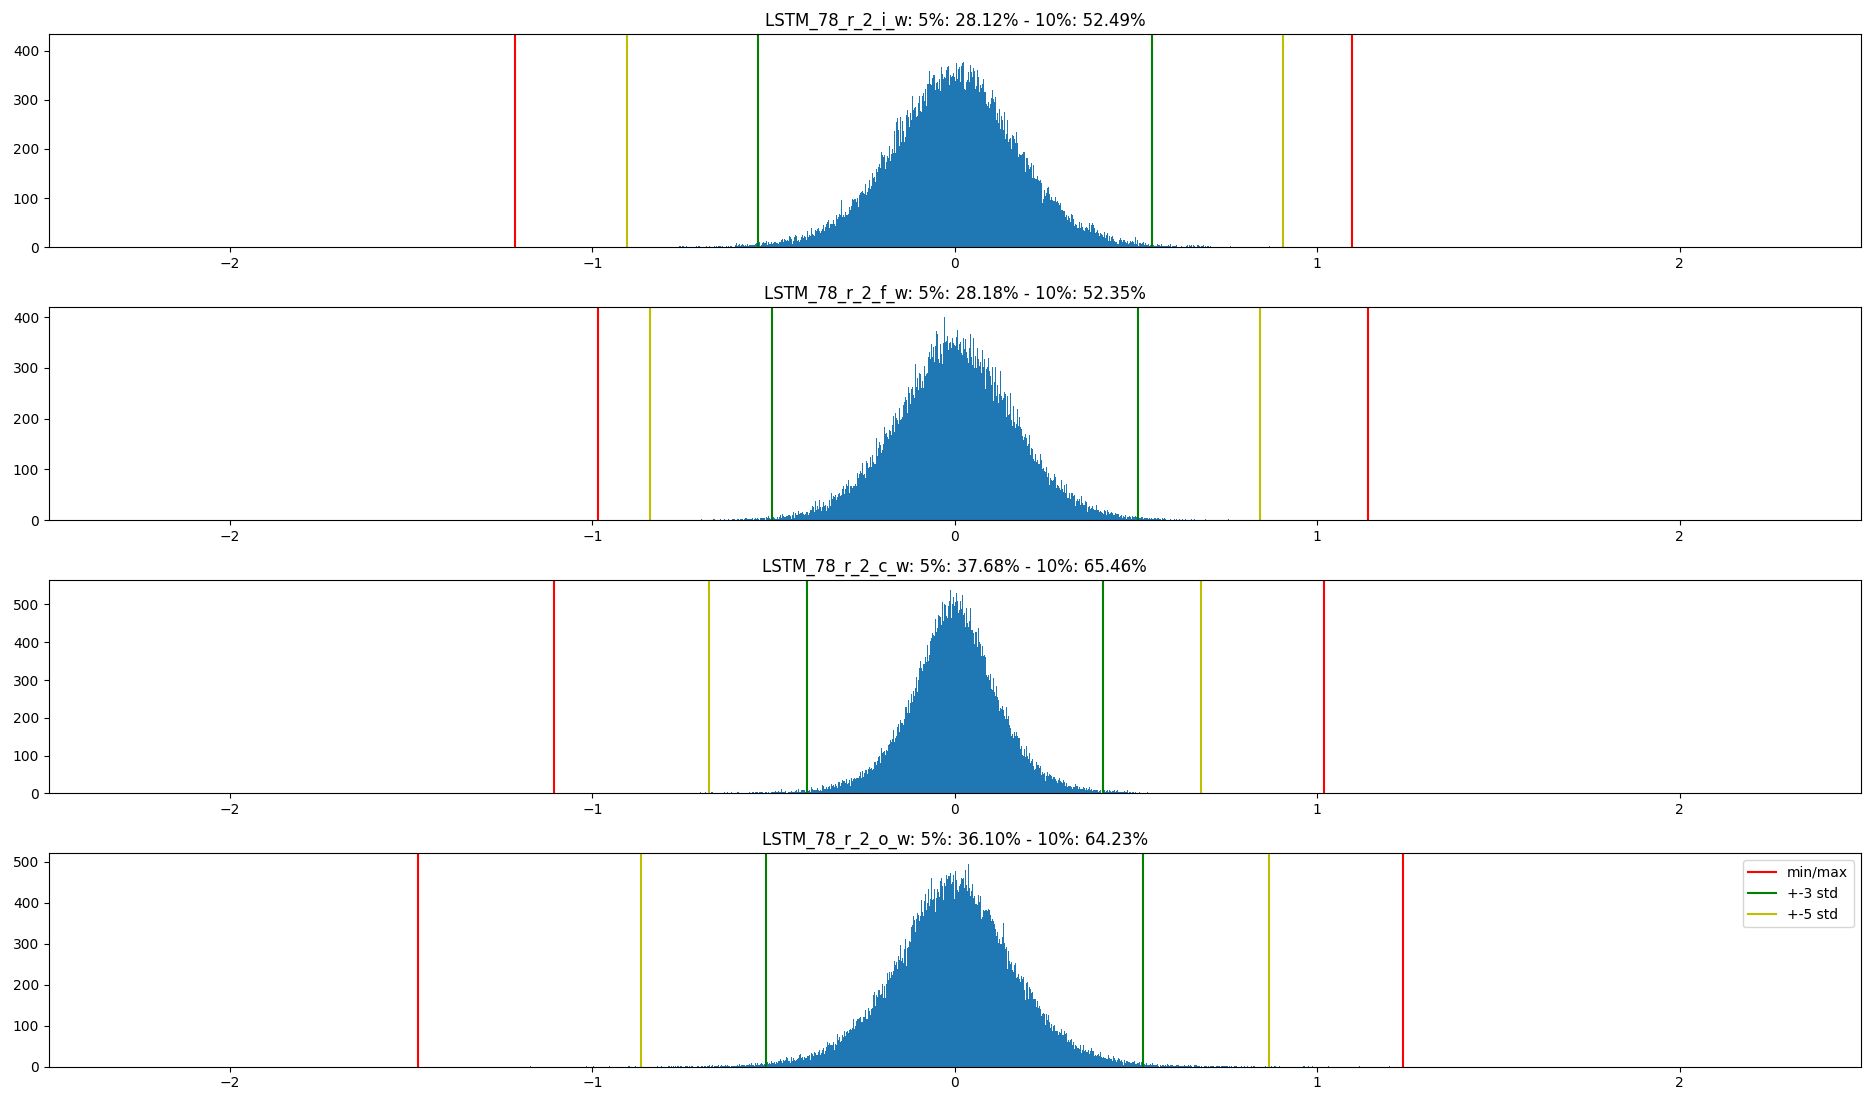 LSTM_78_r_2_i_w: 5%: 28.12% - 10%: 52.49%
400
300
200
100
0
−2 −1 0 1 2
LSTM_78_r_2_f_w: 5%: 28.18% - 10%: 52.35%
400
300
200
100
0
−2 −1 0 1 2
LSTM_78_r_2_c_w: 5%: 37.68% - 10%: 65.46%
500
400
300
200
100
0
−2 −1 0 1 2
LSTM_78_r_2_o_w: 5%: 36.10% - 10%: 64.23%
500
400
300
200
100
0
min/max
+-3 std
+-5 std
−2 −1 0 1 2